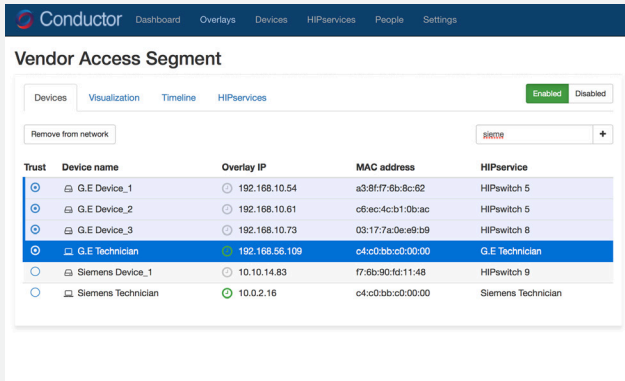 Conductor Dashboard Overlays Devices HIPservices People Settings
Vendor Access Segment
Devices Visualization Timeline HIPservices Enabled Disabled
Remove from network sieme +
Trust Device name Overlay IP MAC address HIPservice
G.E Device_1 192.168.10.54 a3:8f:f7:6b:8c:62 HIPswitch 5
G.E Device_2 192.168.10.61 c6:ec:4c:b1:0b:ac HIPswitch 5
G.E Device_3 192.168.10.73 03:17:7a:0e:e9:b9 HIPswitch 8
G.E Technician 192.168.56.109 c4:c0:bb:c0:00:00 G.E Technician
Siemens Device_1 10.10.14.83 f7:6b:90:fd:11:48 HIPswitch 9
Siemens Technician 10.0.2.16 c4:c0:bb:c0:00:00 Siemens Technician